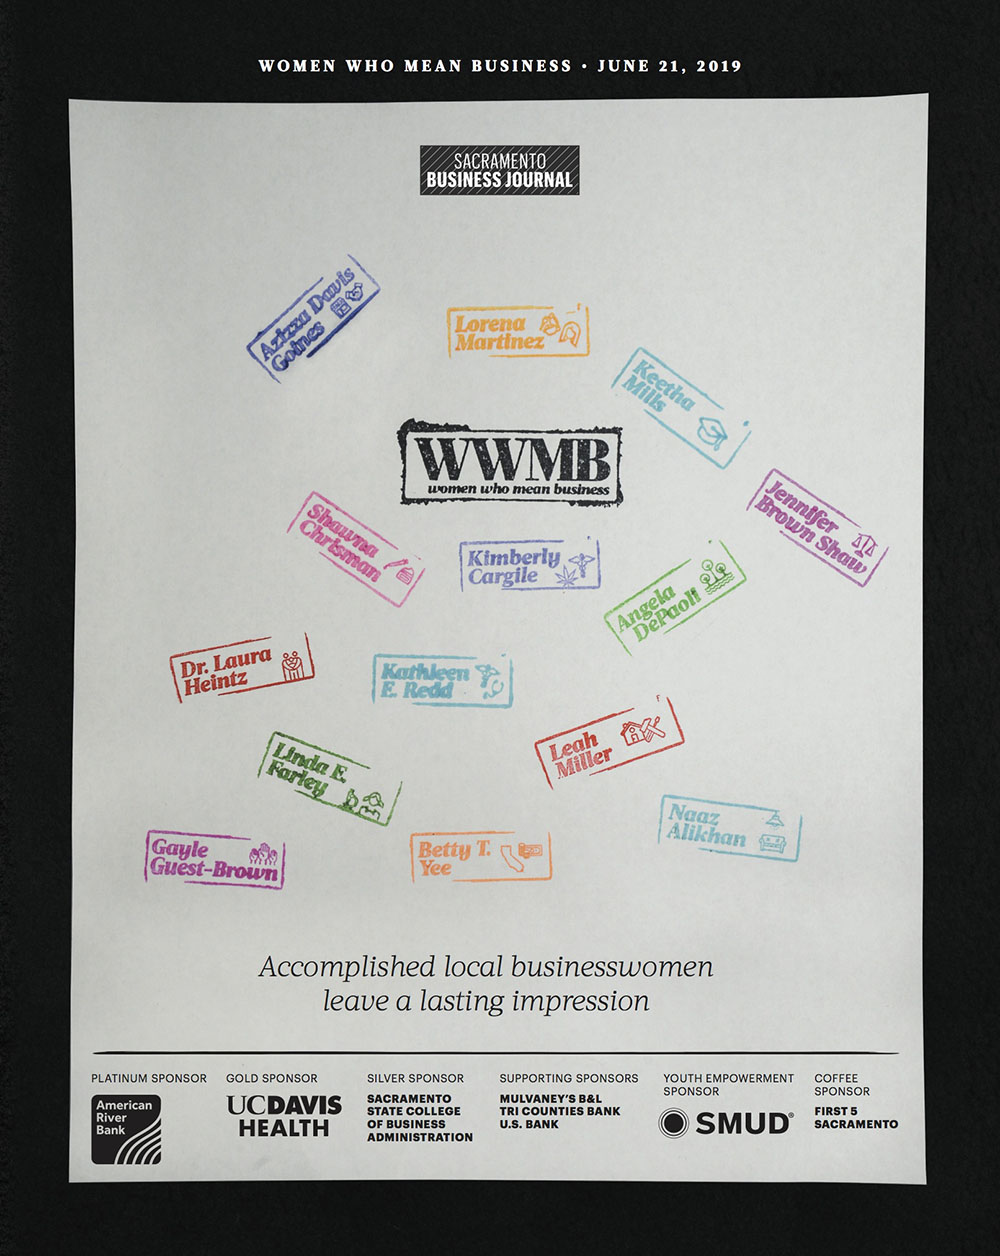 WOMEN WHO MEAN BUSINESS • JUNE 21, 2019
SACRAMENTO
BUSINESS JOURNAL
Azizza Davis
Goines
Lorena
Martinez
Keetha
Mills
WWMB
women who mean business
Jennifer
Brown Shaw
Shawna
Chrisman
Kimberly
Cargile
Angela
DePaoli
Dr. Laura
Heintz
Kathleen
E. Redd
Leah
Miller
Linda E.
Farley
Naaz
Alikhan
Gayle
Guest-Brown
Betty T.
Yee
Accomplished local businesswomen
leave a lasting impression
PLATINUM SPONSOR
American
River
Bank
GOLD SPONSOR
UCDAVIS
HEALTH
SILVER SPONSOR
SACRAMENTO
STATE COLLEGE
OF BUSINESS
ADMINISTRATION
SUPPORTING SPONSORS
MULVANEY'S B&L
TRI COUNTIES BANK
U.S. BANK
YOUTH EMPOWERMENT
SPONSOR
SMUD®
COFFEE
SPONSOR
FIRST 5
SACRAMENTO